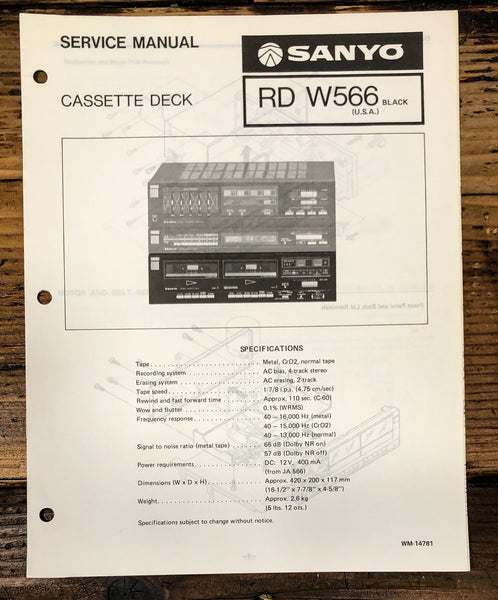 SERVICE MANUAL
SANYO
CASSETTE DECK
RD W566 BLACK
(U.S.A.)
SPECIFICATIONS
Tape . . . . . . . . . . . . . . . . . . . . . Metal, CrO2, normal tape
Recording system . . . . . . . . . . . AC bias, 4-track stereo
Erasing system . . . . . . . . . . . . . AC erasing, 2-track
Tape speed . . . . . . . . . . . . . . . . 1-7/8 i.p.s. (4.75 cm/sec)
Rewind and fast forward time . . . Approx. 110 sec. (C-60)
Wow and flutter . . . . . . . . . . . . . 0.1% (WRMS)
Frequency response . . . . . . . . . . 40 – 16,000 Hz (metal)
40 – 15,000 Hz (CrO2)
40 – 13,000 Hz (normal)
Signal to noise ratio (metal tape) . . 65 dB (Dolby NR on)
57 dB (Dolby NR off)
Power requirements . . . . . . . . . . DC: 12V, 400 mA
(from JA 566)
Dimensions (W x D x H) . . . . . . . Approx. 420 x 200 x 117 mm
(16-1/2" x 7-7/8" x 4-5/8")
Weight . . . . . . . . . . . . . . . . . . . Approx. 2.6 kg
(5 lbs. 12 ozs.)
Specifications subject to change without notice.
WM-14781